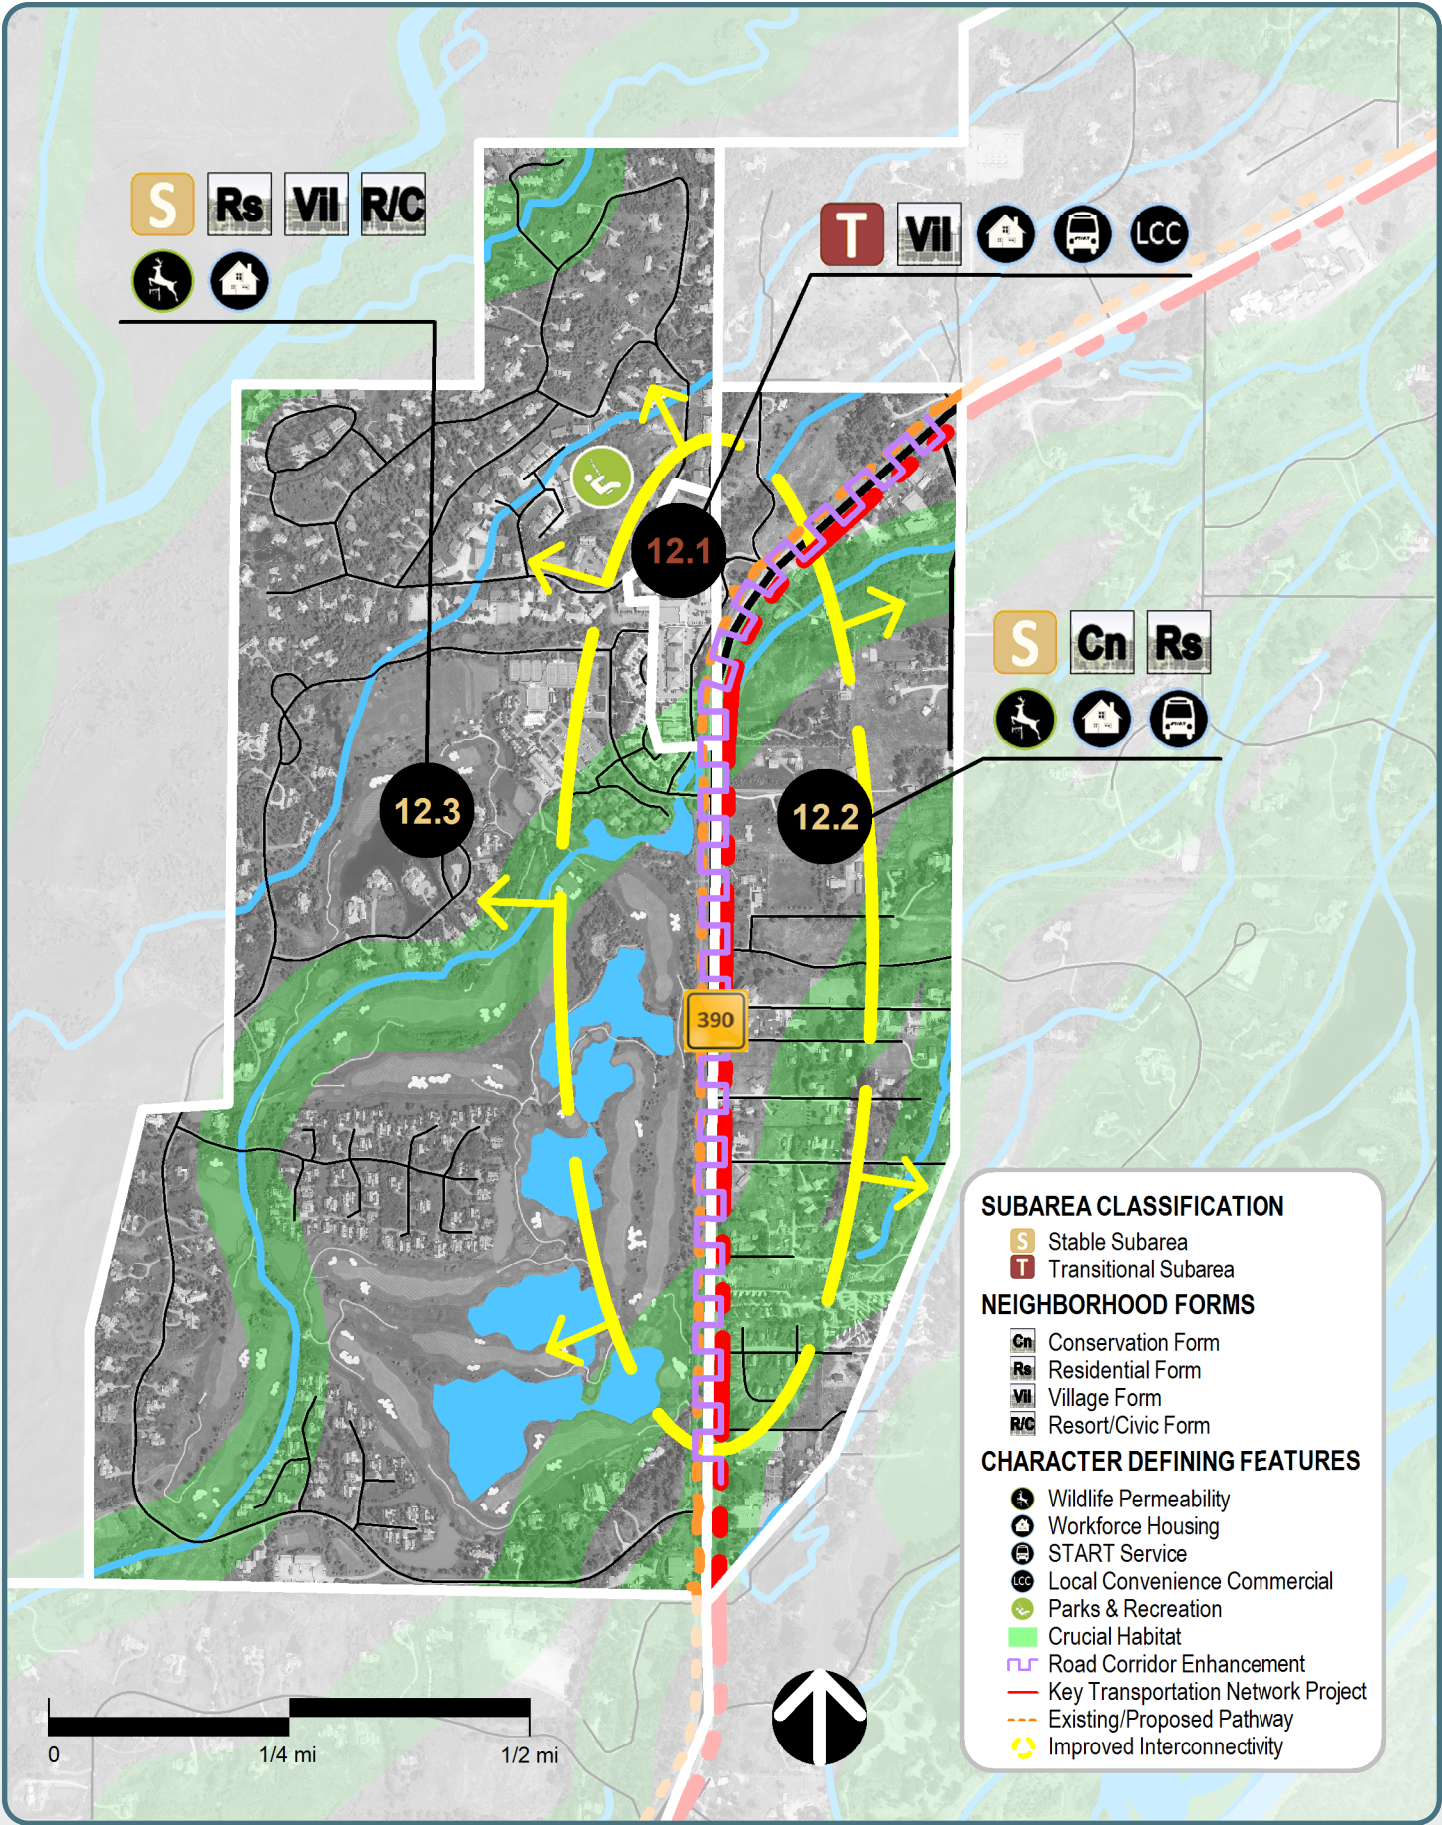 S Rs Vil R/C
T Vil LCC
12.1
S Cn Rs
12.3
12.2
390
SUBAREA CLASSIFICATION
S Stable Subarea
T Transitional Subarea
NEIGHBORHOOD FORMS
Cn Conservation Form
Rs Residential Form
Vil Village Form
R/C Resort/Civic Form
CHARACTER DEFINING FEATURES
Wildlife Permeability
Workforce Housing
START Service
LCC Local Convenience Commercial
Parks & Recreation
Crucial Habitat
Road Corridor Enhancement
Key Transportation Network Project
Existing/Proposed Pathway
Improved Interconnectivity
0 1/4 mi 1/2 mi